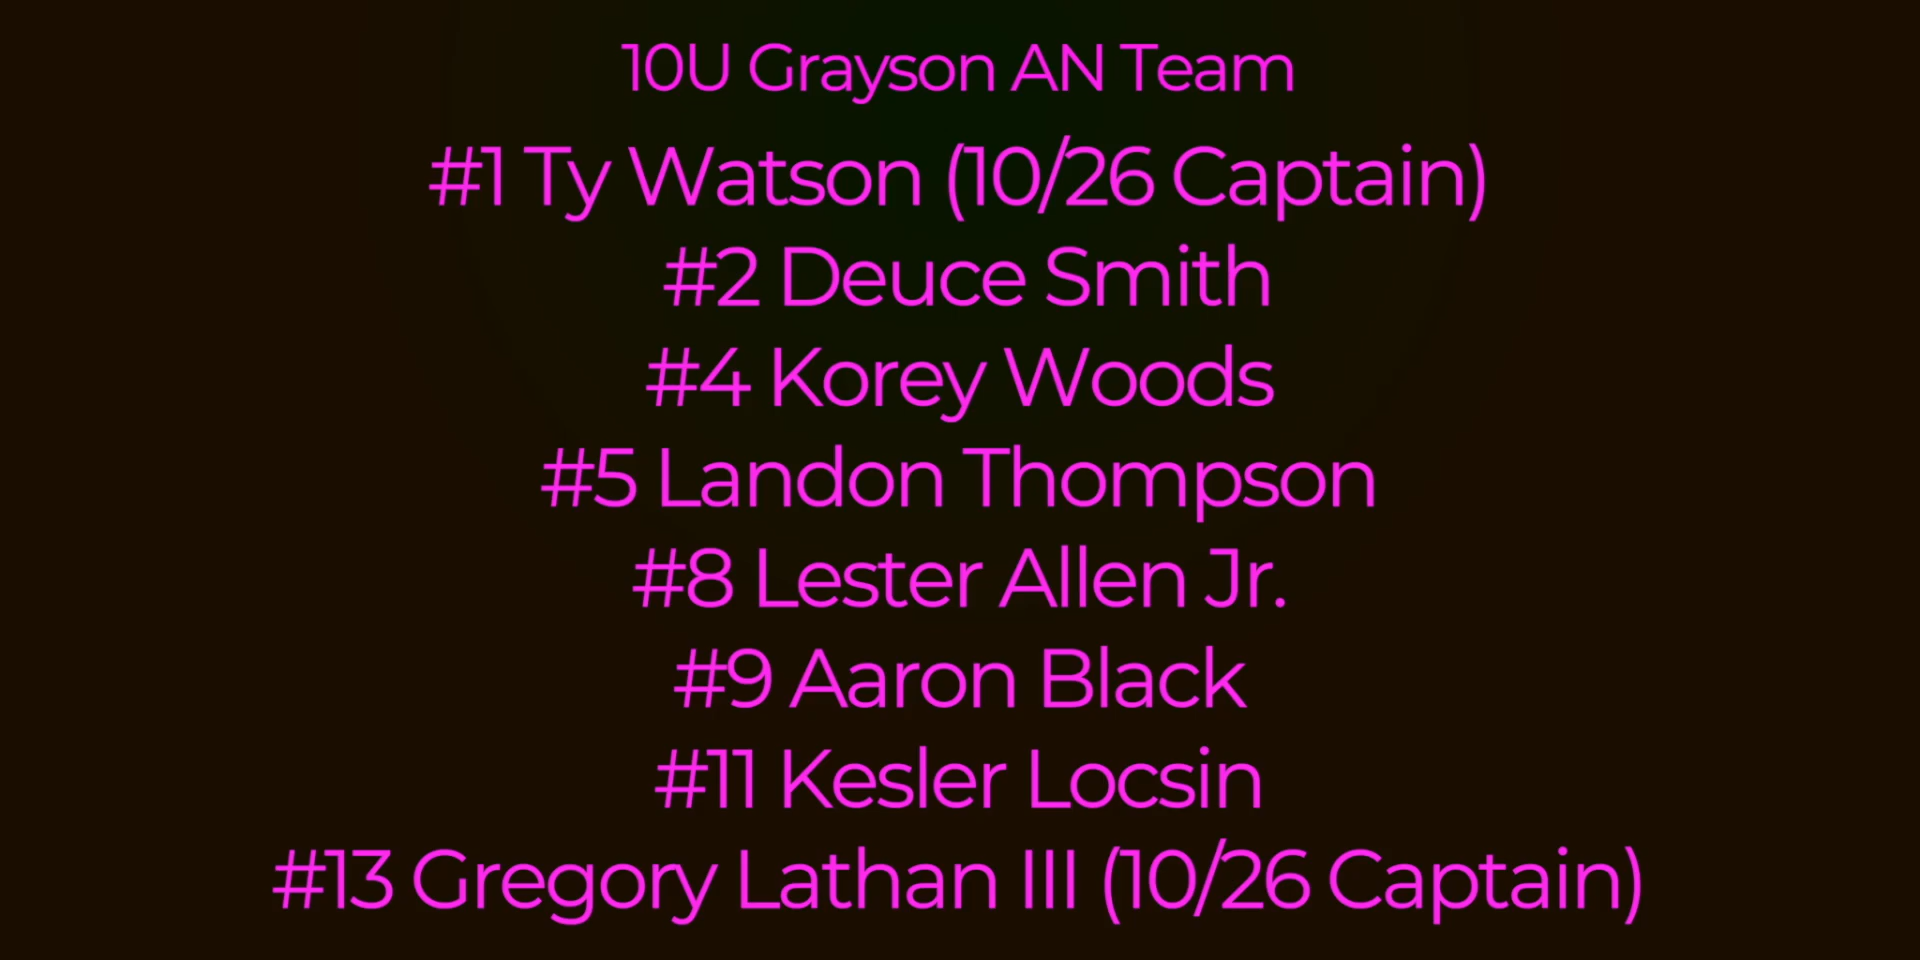 10U Grayson AN Team
#1 Ty Watson (10/26 Captain)
#2 Deuce Smith
#4 Korey Woods
#5 Landon Thompson
#8 Lester Allen Jr.
#9 Aaron Black
#11 Kesler Locsin
#13 Gregory Lathan III (10/26 Captain)